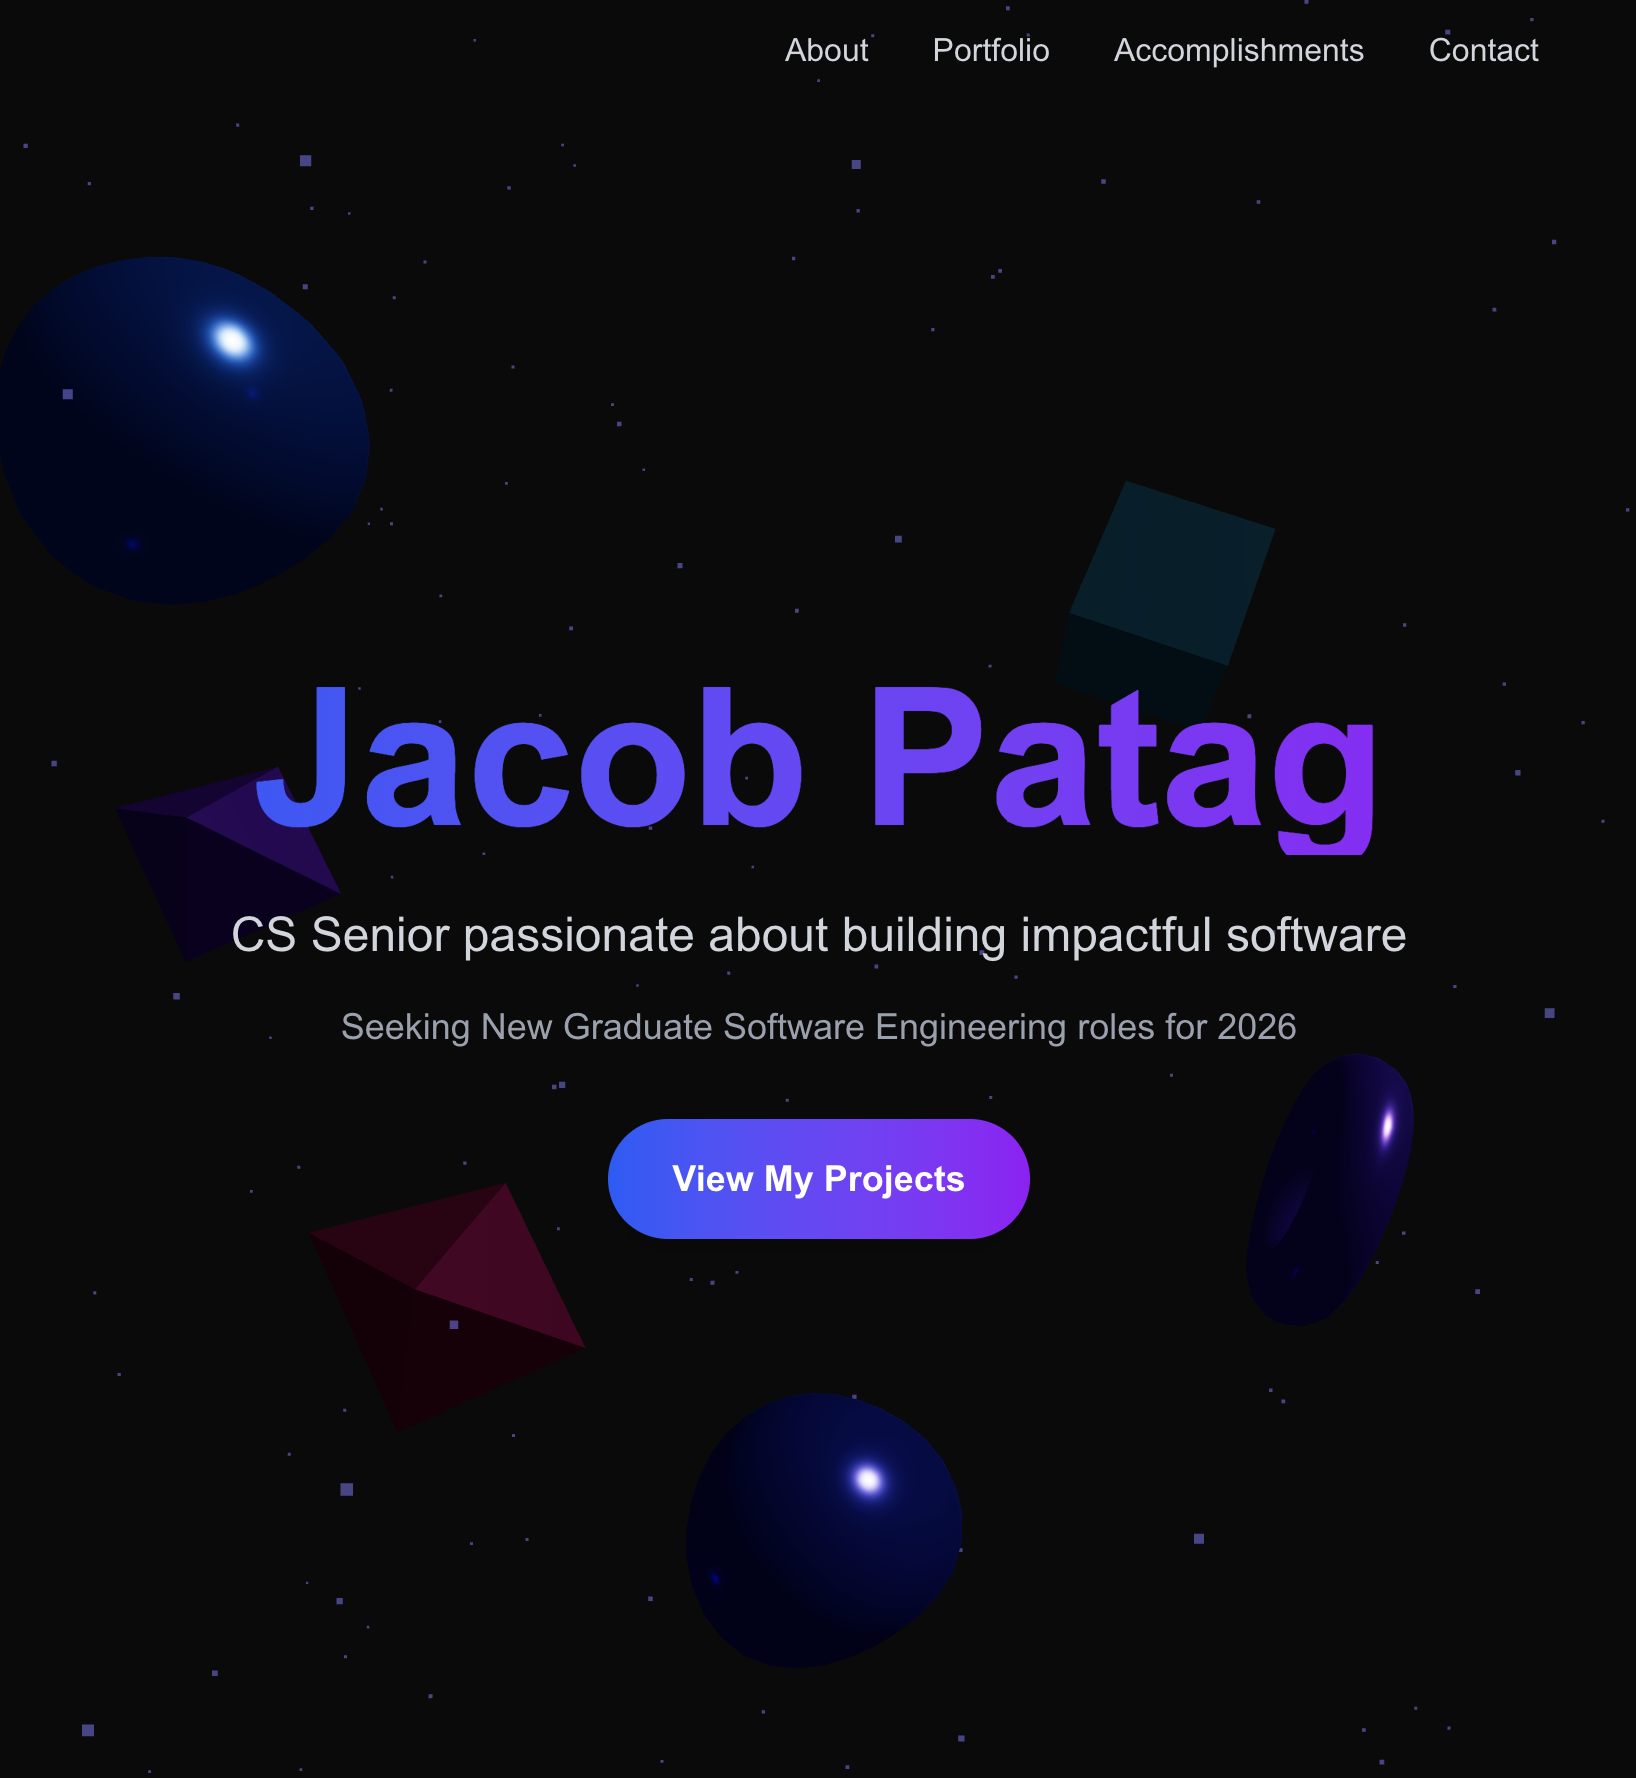 About Portfolio Accomplishments Contact
Jacob Patag
CS Senior passionate about building impactful software
Seeking New Graduate Software Engineering roles for 2026
View My Projects